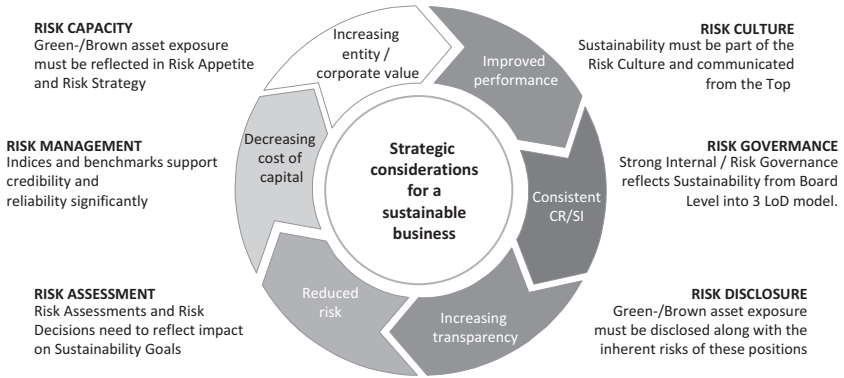 RISK CAPACITY
Green-/Brown asset exposure
must be reflected in Risk Appetite
and Risk Strategy
RISK MANAGEMENT
Indices and benchmarks support
credibility and
reliability significantly
RISK ASSESSMENT
Risk Assessments and Risk
Decisions need to reflect impact
on Sustainability Goals
Increasing
entity /
corporate value
Improved
performance
Consistent
CR/SI
Increasing
transparency
Reduced
risk
Decreasing
cost of
capital
Strategic
considerations
for a
sustainable
business
RISK CULTURE
Sustainability must be part of the
Risk Culture and communicated
from the Top
RISK GOVERMANCE
Strong Internal / Risk Governance
reflects Sustainability from Board
Level into 3 LoD model.
RISK DISCLOSURE
Green-/Brown asset exposure
must be disclosed along with the
inherent risks of these positions